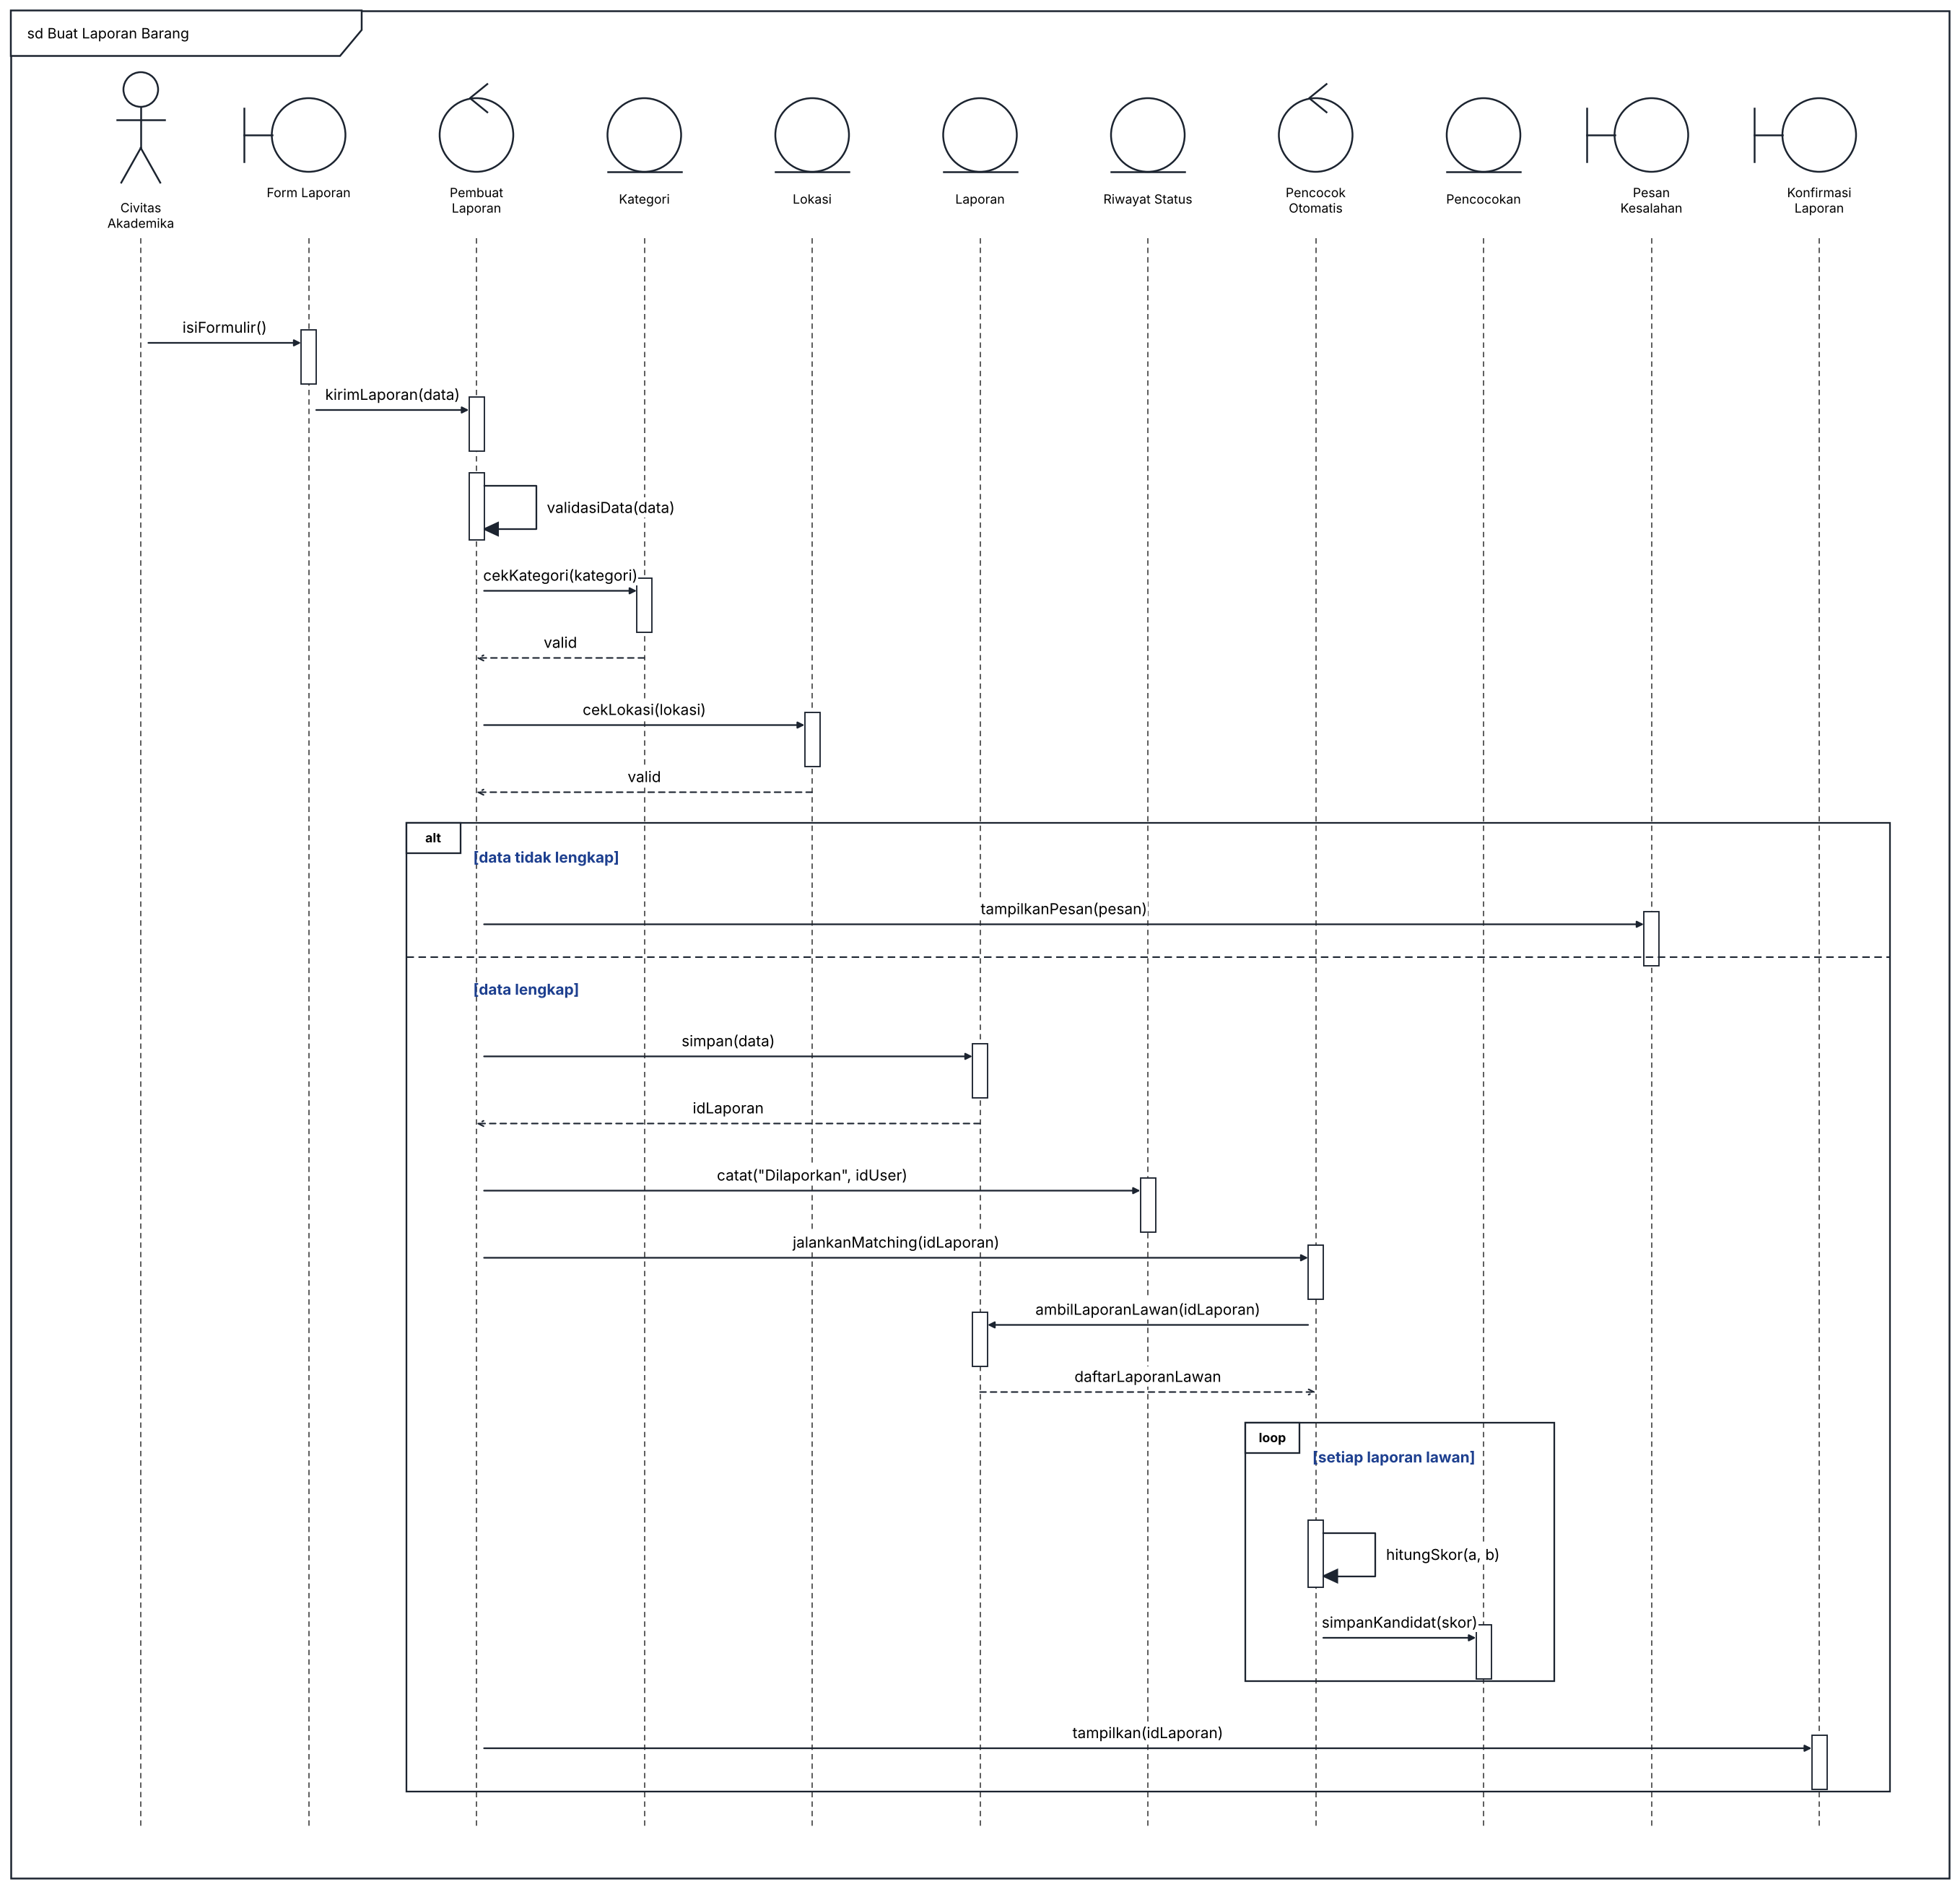 sd Buat Laporan Barang
Civitas
Akademika
Form Laporan
Pembuat
Laporan
Kategori
Lokasi
Laporan
Riwayat Status
Pencocok
Otomatis
Pencocokan
Pesan
Kesalahan
Konfirmasi
Laporan
isiFormulir()
kirimLaporan(data)
validasiData(data)
cekKategori(kategori)
valid
cekLokasi(lokasi)
valid
alt
[data tidak lengkap]
tampilkanPesan(pesan)
[data lengkap]
simpan(data)
idLaporan
catat("Dilaporkan", idUser)
jalankanMatching(idLaporan)
ambilLaporanLawan(idLaporan)
daftarLaporanLawan
loop
[setiap laporan lawan]
hitungSkor(a, b)
simpanKandidat(skor)
tampilkan(idLaporan)